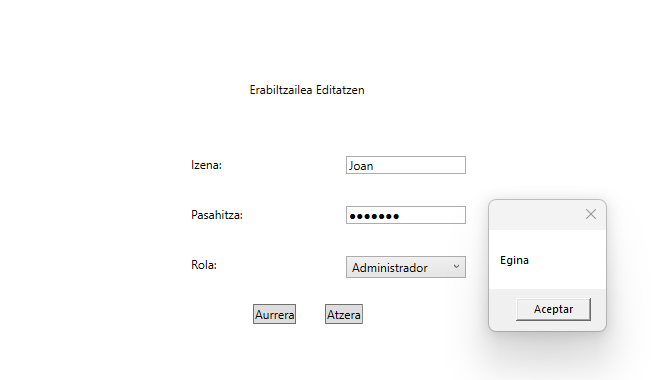 Erabiltzailea Editatzen
Izena:
Joan
Pasahitza:
●●●●●●●
Rola:
Administrador
Egina
Aceptar
Aurrera
Atzera